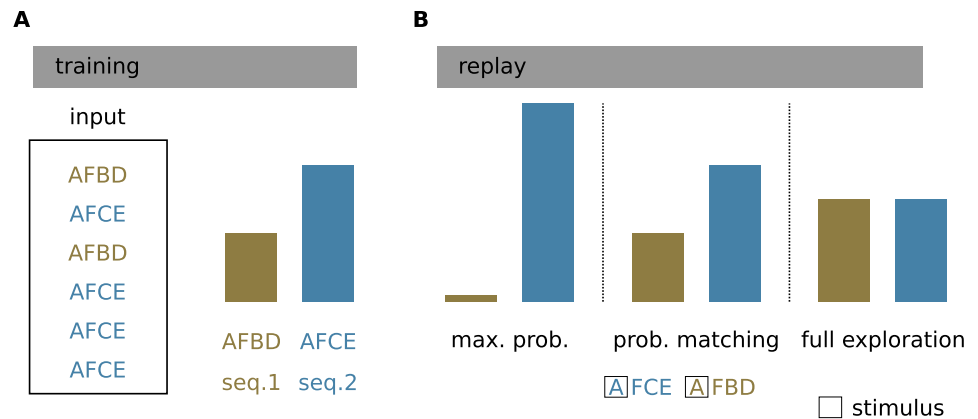 A
training
input
AFBD
AFCE
AFBD
AFCE
AFCE
AFCE
AFBD AFCE
seq.1 seq.2
B
replay
max. prob. prob. matching full exploration
AFCE AFBD
stimulus